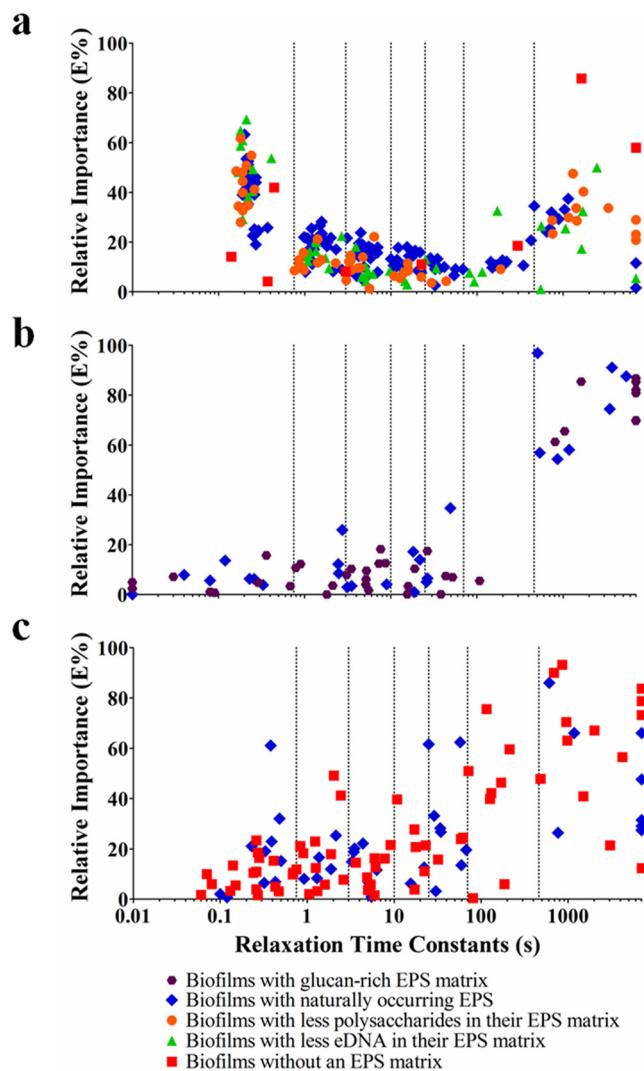 a
Relative Importance (E%)
100
80
60
40
20
0
b
Relative Importance (E%)
100
80
60
40
20
0
c
Relative Importance (E%)
100
80
60
40
20
0
0.01 0.1 1 10 100 1000
Relaxation Time Constants (s)
Biofilms with glucan-rich EPS matrix
Biofilms with naturally occurring EPS
Biofilms with less polysaccharides in their EPS matrix
Biofilms with less eDNA in their EPS matrix
Biofilms without an EPS matrix